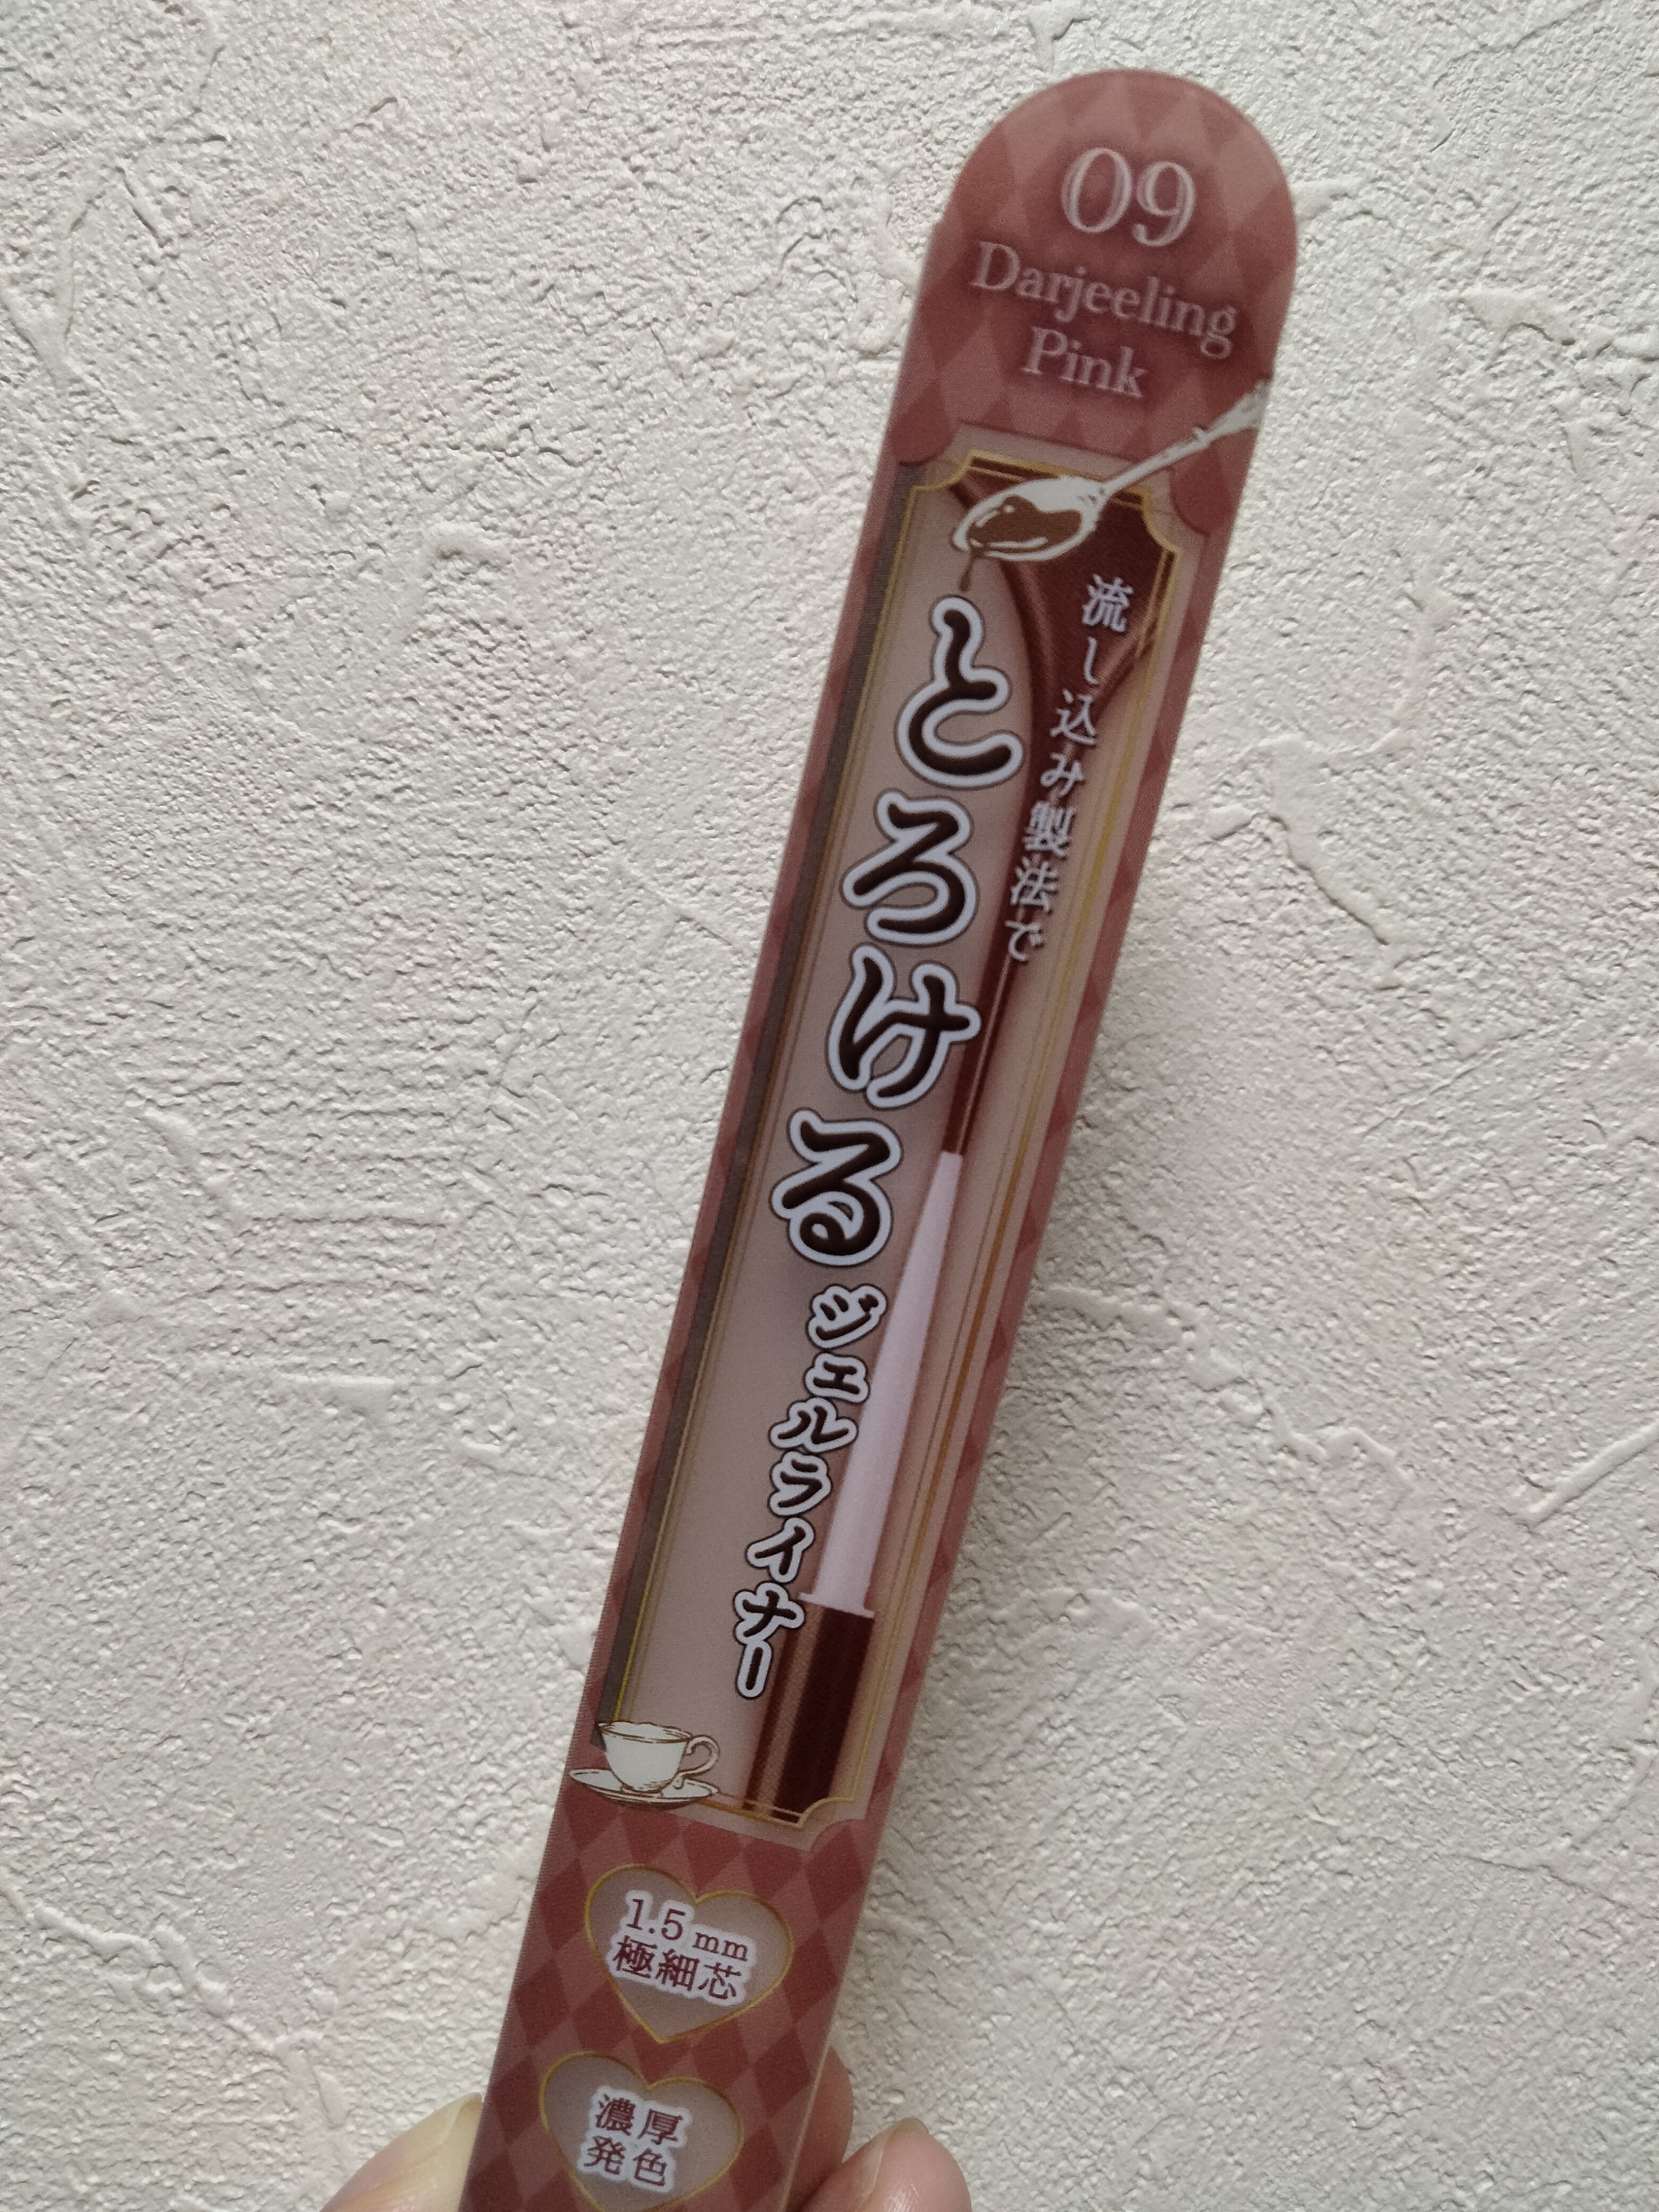 09
Darjeeling
Pink
流し込み製法で
とろける
ジェルライナー
1.5mm
極細芯
濃厚
発色